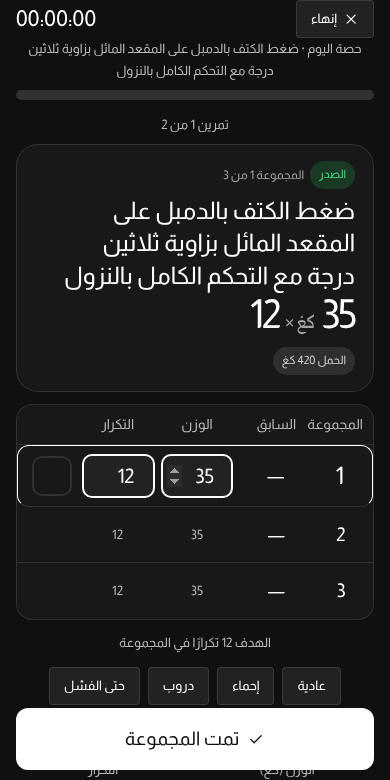 إنهاء
00:00:00
حصة اليوم · ضغط الكتف بالدمبل على المقعد المائل بزاوية ثلاثين
درجة مع التحكم الكامل بالنزول
تمرين 1 من 2
الصدر المجموعة 1 من 3
ضغط الكتف بالدمبل على
المقعد المائل بزاوية ثلاثين
درجة مع التحكم الكامل بالنزول
35 كغ × 12
الحمل 420 كغ
المجموعة السابق الوزن التكرار
1 — 35 12
2 — 35 12
3 — 35 12
الهدف 12 تكرارًا في المجموعة
عادية إحماء دروب حتى الفشل
تمت المجموعة
الوزن (كغ) التكرار